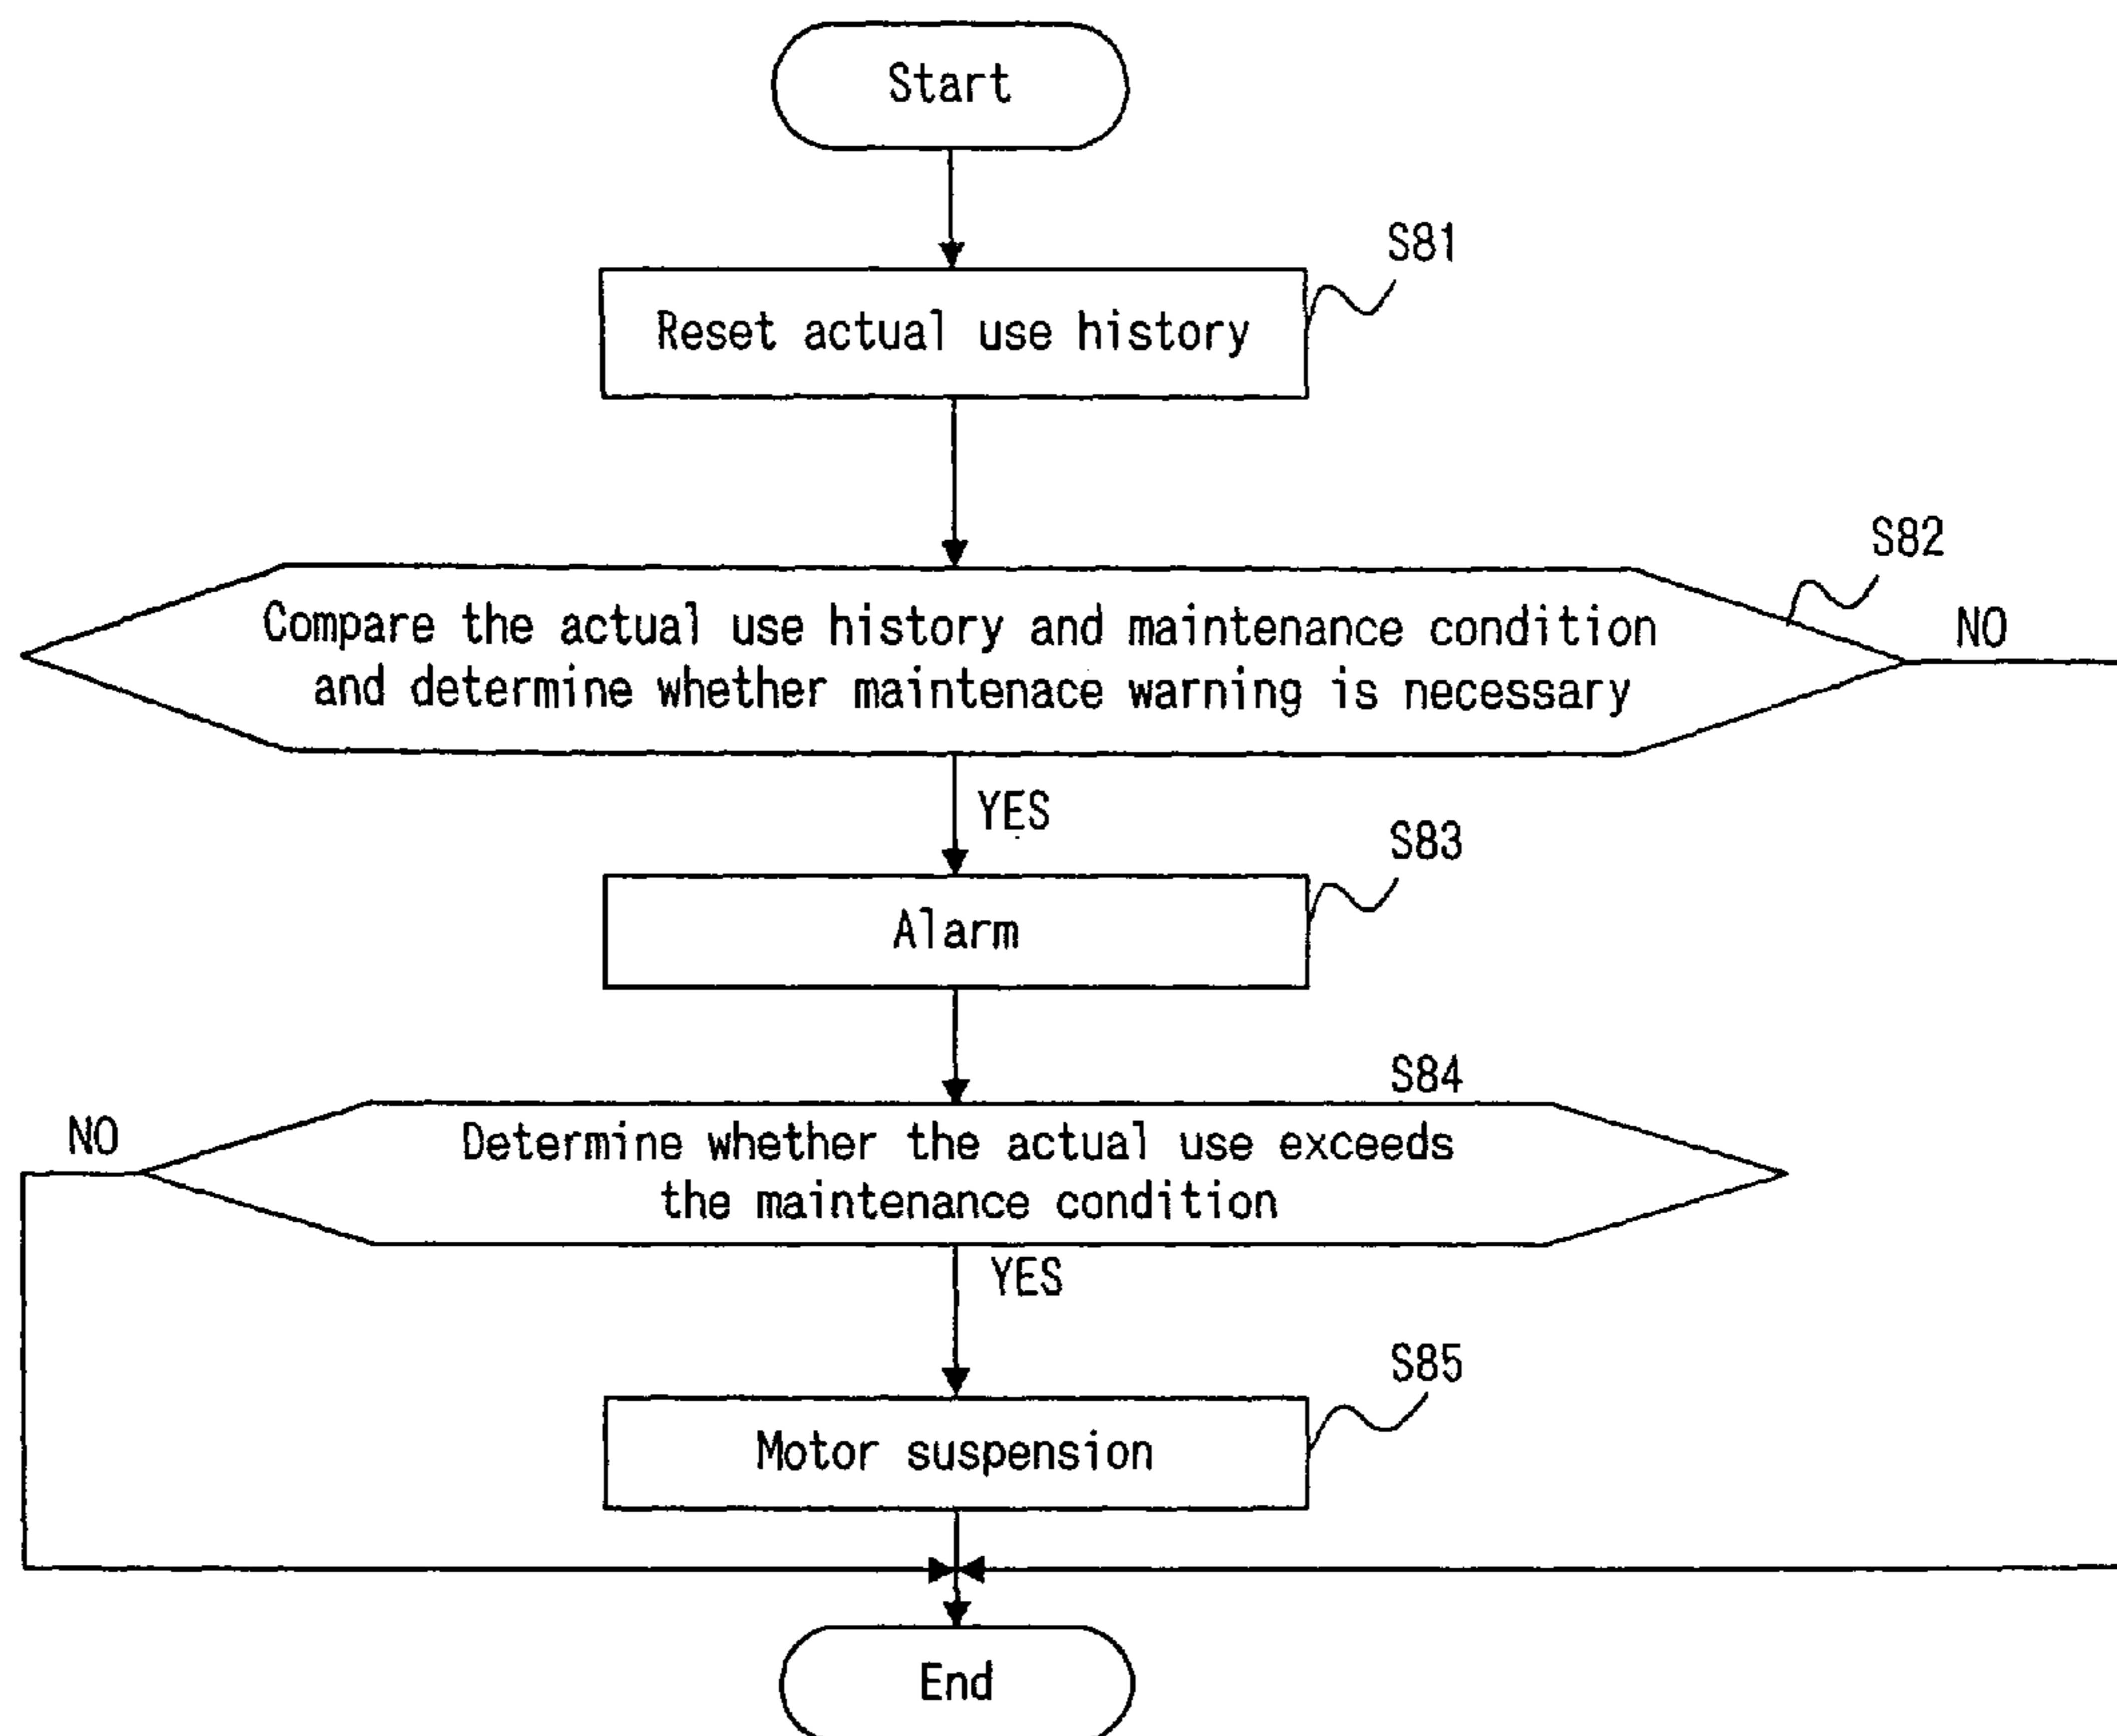 Start
S81
Reset actual use history
S82
Compare the actual use history and maintenance condition
and determine whether maintenace warning is necessary
NO
YES
S83
Alarm
S84
Determine whether the actual use exceeds
the maintenance condition
NO
YES
S85
Motor suspension
End